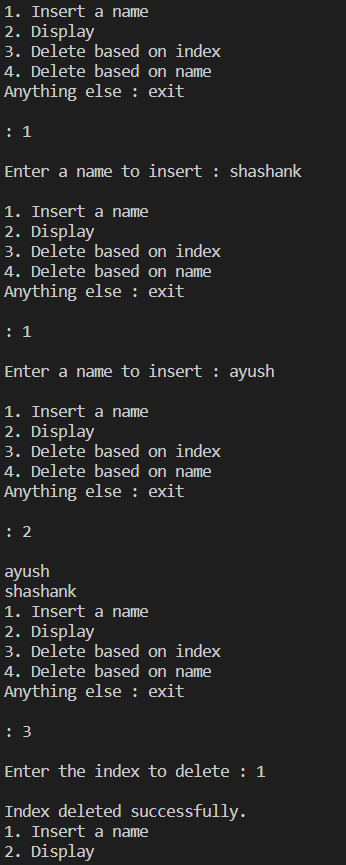 1. Insert a name
2. Display
3. Delete based on index
4. Delete based on name
Anything else : exit
: 1
Enter a name to insert : shashank
1. Insert a name
2. Display
3. Delete based on index
4. Delete based on name
Anything else : exit
: 1
Enter a name to insert : ayush
1. Insert a name
2. Display
3. Delete based on index
4. Delete based on name
Anything else : exit
: 2
ayush
shashank
1. Insert a name
2. Display
3. Delete based on index
4. Delete based on name
Anything else : exit
: 3
Enter the index to delete : 1
Index deleted successfully.
1. Insert a name
2. Display